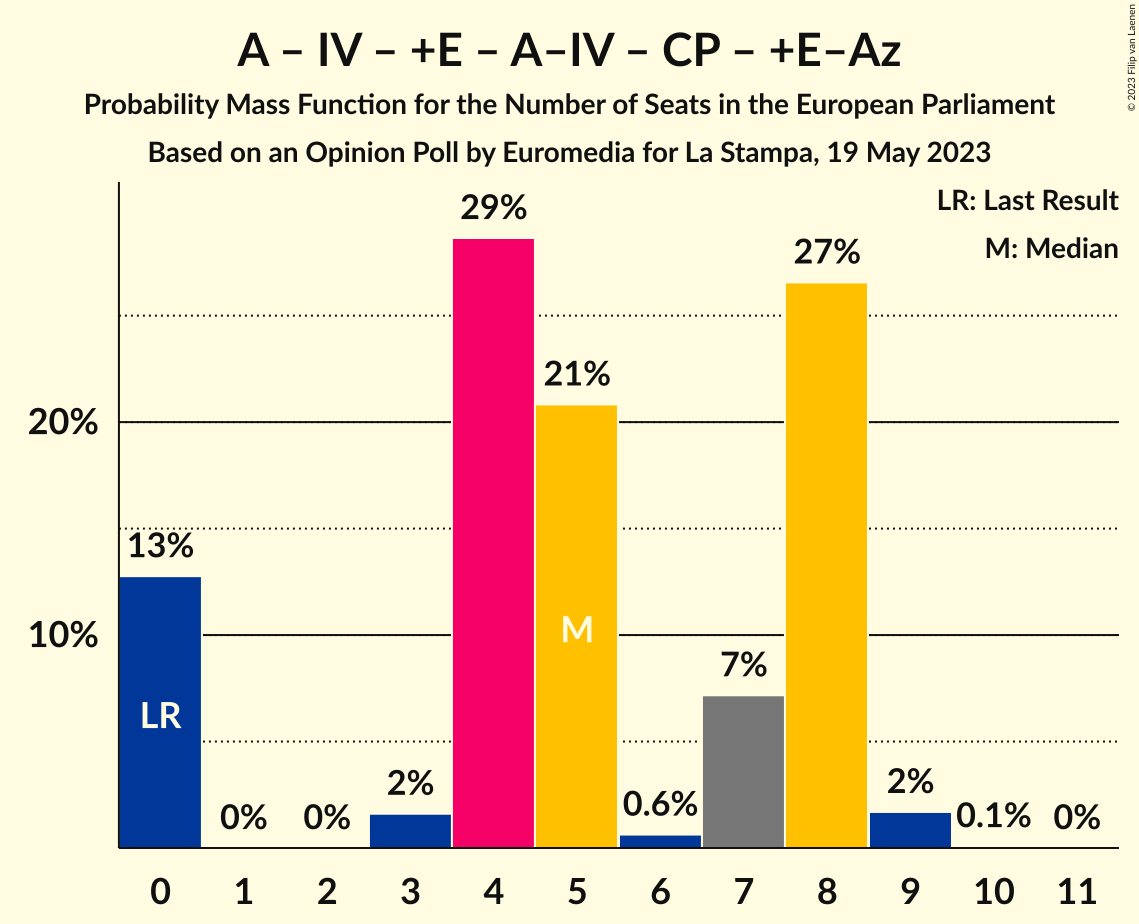 A – IV – +E – A–IV – CP – +E–Az
Probability Mass Function for the Number of Seats in the European Parliament
Based on an Opinion Poll by Euromedia for La Stampa, 19 May 2023
© 2023 Filip van Laenen
LR: Last Result
M: Median
29%
27%
21%
20%
13%
10%
M
7%
LR
2%
2%
0.6%
0%
0%
0.1%
0%
0 1 2 3 4 5 6 7 8 9 10 11